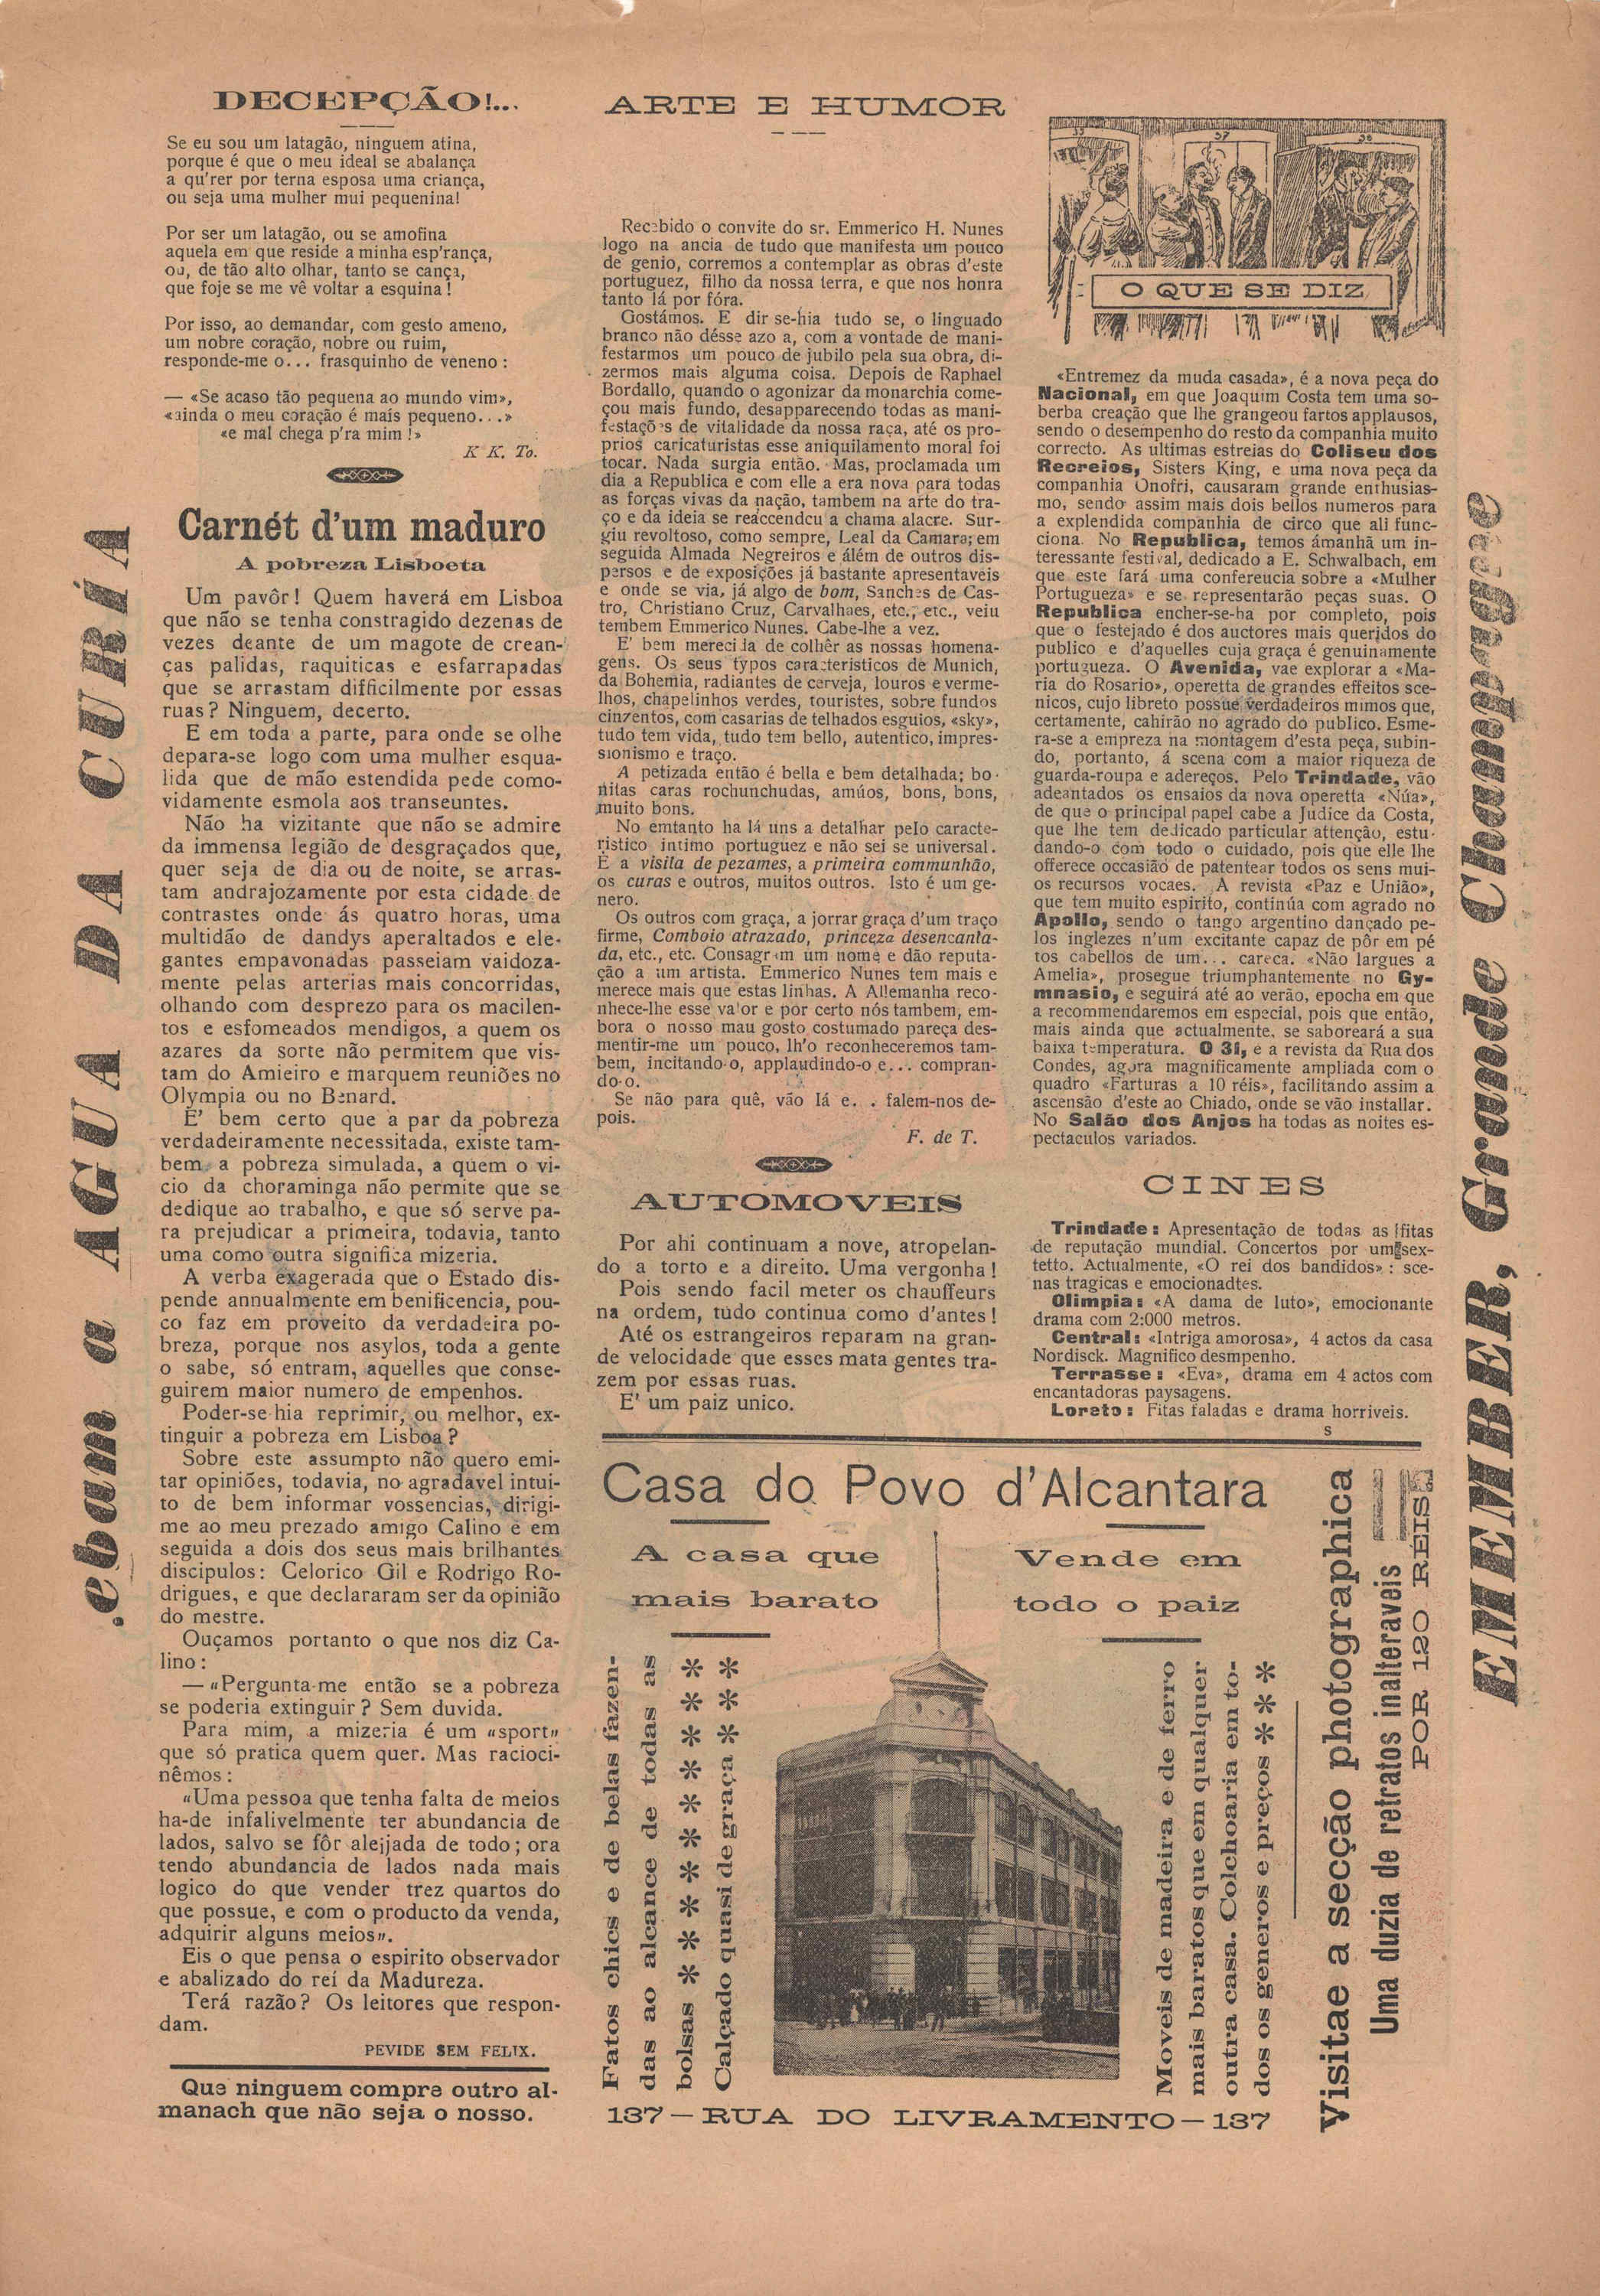 DECEPÇÃO!...
Se eu sou um latagão, ninguem atina,
porque é que o meu ideal se abalança
a qu'rer por terna esposa uma criança,
ou seja uma mulher mui pequenina!
Por ser um latagão, ou se amofina
aquela em que reside a minha esp'rança,
ou, de tão alto olhar, tanto se cança,
que foje se me vê voltar a esquina!
Por isso, ao demandar, com gesto ameno,
um nobre coração, nobre ou ruim,
responde-me o... frasquinho de veneno:
— «Se acaso tão pequena ao mundo vim»,
«ainda o meu coração é mais pequeno...»
«e mal chega p'ra mim!»
K K. To.
Carnét d'um maduro
A pobreza Lisboeta
Um pavôr! Quem haverá em Lisboa
que não se tenha constragido dezenas de
vezes deante de um magote de crean-
ças palidas, raquiticas e esfarrapadas
que se arrastam difficilmente por essas
ruas? Ninguem, decerto.
E em toda a parte, para onde se olhe
depara-se logo com uma mulher esqua-
lida que de mão estendida pede como-
vidamente esmola aos transeuntes.
Não ha vizitante que não se admire
da immensa legião de desgraçados que,
quer seja de dia ou de noite, se arras-
tam andrajozamente por esta cidade de
contrastes onde ás quatro horas, uma
multidão de dandys aperaltados e ele-
gantes empavonadas passeiam vaidoza-
mente pelas arterias mais concorridas,
olhando com desprezo para os macilen-
tos e esfomeados mendigos, a quem os
azares da sorte não permitem que vis-
tam do Amieiro e marquem reuniões no
Olympia ou no Benard.
E' bem certo que a par da pobreza
verdadeiramente necessitada, existe tam-
bem a pobreza simulada, a quem o vi-
cio da choraminga não permite que se
dedique ao trabalho, e que só serve pa-
ra prejudicar a primeira, todavia, tanto
uma como outra significa mizeria.
A verba exagerada que o Estado dis-
pende annualmente em benificencia, pou-
co faz em proveito da verdadeira po-
breza, porque nos asylos, toda a gente
o sabe, só entram, aquelles que conse-
guirem maior numero de empenhos.
Poder-se-hia reprimir, ou melhor, ex-
tinguir a pobreza em Lisboa?
Sobre este assumpto não quero emi-
tar opiniões, todavia, no agradavel intui-
to de bem informar vossencias, dirigi-
me ao meu prezado amigo Calino e em
seguida a dois dos seus mais brilhantes
discipulos: Celorico Gil e Rodrigo Ro-
drigues, e que declararam ser da opinião
do mestre.
Ouçamos portanto o que nos diz Ca-
lino:
— «Pergunta-me então se a pobreza
se poderia extinguir? Sem duvida.
Para mim, a mizeria é um «sport»
que só pratica quem quer. Mas racioci-
nêmos:
«Uma pessoa que tenha falta de meios
ha-de infalivelmente ter abundancia de
lados, salvo se fôr aleijada de todo; ora
tendo abundancia de lados nada mais
logico do que vender trez quartos do
que possue, e com o producto da venda,
adquirir alguns meios».
Eis o que pensa o espirito observador
e abalizado do rei da Madureza.
Terá razão? Os leitores que respon-
dam.
PEVIDE SEM FELIX.
Que ninguem compre outro al-
manach que não seja o nosso.
ARTE E HUMOR
Recebido o convite do sr. Emmerico H. Nunes
logo na ancia de tudo que manifesta um pouco
de genio, corremos a contemplar as obras d'este
portuguez, filho da nossa terra, e que nos honra
tanto lá por fóra.
Gostámos. E dir se-hia tudo se, o linguado
branco não désse azo a, com a vontade de mani-
festarmos um pouco de jubilo pela sua obra, di-
zermos mais alguma coisa. Depois de Raphael
Bordallo, quando o agonizar da monarchia come-
çou mais fundo, desapparecendo todas as mani-
festações de vitalidade da nossa raça, até os pro-
prios caricaturistas esse aniquilamento moral foi
tocar. Nada surgia então. Mas, proclamada um
dia a Republica e com elle a era nova para todas
as forças vivas da nação, tambem na arte do tra-
ço e da ideia se reaccendeu a chama alacre. Sur-
giu revoltoso, como sempre, Leal da Camara; em
seguida Almada Negreiros e álém de outros dis-
persos e de exposições já bastante apresentaveis
e onde se via, já algo de bom, Sanches de Cas-
tro, Christiano Cruz, Carvalhaes, etc., etc., veiu
tembem Emmerico Nunes. Cabe-lhe a vez.
E' bem merecida de colhêr as nossas homena-
gens. Os seus typos caracteristicos de Munich,
da Bohemia, radiantes de cerveja, louros e verme-
lhos, chapelinhos verdes, touristes, sobre fundos
cinzentos, com casarias de telhados esguios, «sky»,
tudo tem vida, tudo tem bello, autentico, impres-
sionismo e traço.
A petizada então é bella e bem detalhada; bo-
nitas caras rochunchudas, amúos, bons, bons,
muito bons.
No emtanto ha lá uns a detalhar pelo caracte-
ristico intimo portuguez e não sei se universal.
E a visita de pezames, a primeira communhão,
os curas e outros, muitos outros. Isto é um ge-
nero.
Os outros com graça, a jorrar graça d'um traço
firme, Comboio atrazado, princeza desencanta-
da, etc., etc. Consagram um nome e dão reputa-
ção a um artista. Emmerico Nunes tem mais e
merece mais que estas linhas. A Allemanha reco-
nhece-lhe esse valor e por certo nós tambem, em-
bora o nosso mau gosto costumado pareça des-
mentir-me um pouco, lh'o reconheceremos tam-
bem, incitando-o, applaudindo-o e... compran-
do-o.
Se não para quê, vão lá e. . falem-nos de-
pois.
F. de T.
AUTOMOVEIS
Por ahi continuam a nove, atropelan-
do a torto e a direito. Uma vergonha!
Pois sendo facil meter os chauffeurs
na ordem, tudo continua como d'antes!
Até os estrangeiros reparam na gran-
de velocidade que esses mata gentes tra-
zem por essas ruas.
E' um paiz unico.
35 37 36
O QUE SE DIZ
«Entremez da muda casada», é a nova peça do
Nacional, em que Joaquim Costa tem uma so-
berba creação que lhe grangeou fartos applausos,
sendo o desempenho do resto da companhia muito
correcto. As ultimas estreias do Coliseu dos
Recreios, Sisters King, e uma nova peça da
companhia Onofri, causaram grande enthusias-
mo, sendo assim mais dois bellos numeros para
a explendida companhia de circo que ali func-
ciona. No Republica, temos ámanhã um in-
teressante festival, dedicado a E. Schwalbach, em
que este fará uma confereucia sobre a «Mulher
Portugueza» e se representarão peças suas. O
Republica encher-se-ha por completo, pois
que o festejado é dos auctores mais queridos do
publico e d'aquelles cuja graça é genuinamente
portugueza. O Avenida, vae explorar a «Ma-
ria do Rosario», operetta de grandes effeitos sce-
nicos, cujo libreto possue verdadeiros mimos que,
certamente, cahirão no agrado do publico. Esme-
ra-se a empreza na montagem d'esta peça, subin-
do, portanto, á scena com a maior riqueza de
guarda-roupa e adereços. Pelo Trindade, vão
adeantados os ensaios da nova operetta «Núa»,
de que o principal papel cabe a Judice da Costa,
que lhe tem dedicado particular attenção, estu-
dando-o com todo o cuidado, pois que elle lhe
offerece occasião de patentear todos os sens mui-
os recursos vocaes. A revista «Paz e União»,
que tem muito espirito, continúa com agrado no
Apollo, sendo o tango argentino dançado pe-
los inglezes n'um excitante capaz de pôr em pé
tos cabellos de um... careca. «Não largues a
Amelia», prosegue triumphantemente no Gy-
mnasio, e seguirá até ao verão, epocha em que
a recommendaremos em especial, pois que então,
mais ainda que actualmente, se saboreará a sua
baixa temperatura. O 31, e a revista da Rua dos
Condes, agora magnificamente ampliada com o
quadro «Farturas a 10 réis», facilitando assim a
ascensão d'este ao Chiado, onde se vão installar.
No Salão dos Anjos ha todas as noites es-
pectaculos variados.
CINES
Trindade: Apresentação de todas as fitas
de reputação mundial. Concertos por um sex-
tetto. Actualmente, «O rei dos bandidos»: sce-
nas tragicas e emocionadtes.
Olimpia: «A dama de luto», emocionante
drama com 2:000 metros.
Central: «Intriga amorosa», 4 actos da casa
Nordisck. Magnifico desmpenho.
Terrasse: «Eva», drama em 4 actos com
encantadoras paysagens.
Loreto: Fitas faladas e drama horriveis.
S
Casa do Povo d'Alcantara
A casa que
mais barato
Vende em
todo o paiz
Fatos chics e de belas fazen-
das ao alcance de todas as
bolsas * * * * * * * * * * *
Calçado quasi de graça * * *
Moveis de madeira e de ferro
mais baratos que em qualquer
outra casa. Colchoaria em to-
dos os generos e preços * * *
137 — RUA DO LIVRAMENTO — 137
Visitae a secção photographica
Uma duzia de retratos inalteraveis
POR 120 RÉIS
.ebam a AGUA DA CURIA
EMEMBER, Grande Champagne